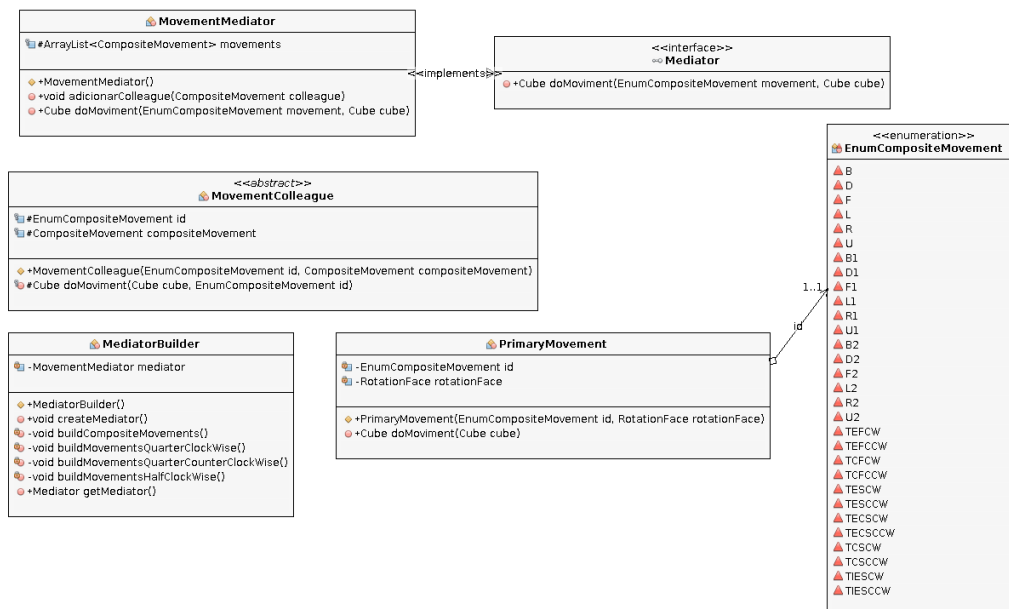 MovementMediator
#ArrayList<CompositeMovement> movements
+MovementMediator()
+void adicionarColleague(CompositeMovement colleague)
+Cube doMoviment(EnumCompositeMovement movement, Cube cube)
<<implements>>
<<interface>>
Mediator
+Cube doMoviment(EnumCompositeMovement movement, Cube cube)
<<abstract>>
MovementColleague
#EnumCompositeMovement id
#CompositeMovement compositeMovement
+MovementColleague(EnumCompositeMovement id, CompositeMovement compositeMovement)
#Cube doMoviment(Cube cube, EnumCompositeMovement id)
MediatorBuilder
-MovementMediator mediator
+MediatorBuilder()
+void createMediator()
-void buildCompositeMovements()
-void buildMovementsQuarterClockWise()
-void buildMovementsQuarterCounterClockWise()
-void buildMovementsHalfClockWise()
+Mediator getMediator()
PrimaryMovement
-EnumCompositeMovement id
-RotationFace rotationFace
+PrimaryMovement(EnumCompositeMovement id, RotationFace rotationFace)
+Cube doMoviment(Cube cube)
1..1
id
<<enumeration>>
EnumCompositeMovement
B
D
F
L
R
U
B1
D1
F1
L1
R1
U1
B2
D2
F2
L2
R2
U2
TEFCW
TEFCCW
TCFCW
TCFCCW
TESCW
TESCCW
TECSCW
TECSCCW
TCSCW
TCSCCW
TIESCW
TIESCCW